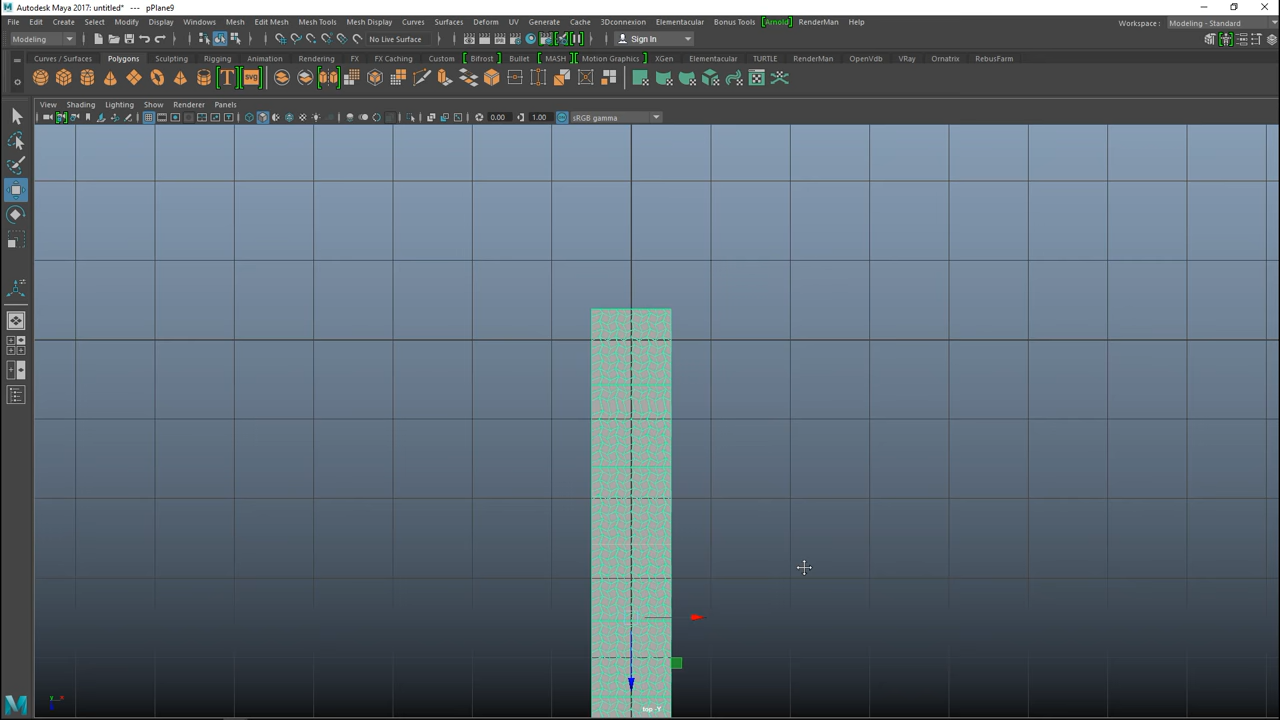 Autodesk Maya 2017: untitled* --- pPlane9
File Edit Create Select Modify Display Windows Mesh Edit Mesh Mesh Tools Mesh Display Curves Surfaces Deform UV Generate Cache 3Dconnexion Elementacular Bonus Tools [Arnold] RenderMan Help
Workspace : Modeling - Standard
Modeling No Live Surface Sign In
Curves / Surfaces Polygons Sculpting Rigging Animation Rendering FX FX Caching Custom Bifrost Bullet MASH Motion Graphics XGen Elementacular TURTLE RenderMan OpenVdb VRay Ornatrix RebusFarm
View Shading Lighting Show Renderer Panels
0.00 1.00 sRGB gamma
top -Y